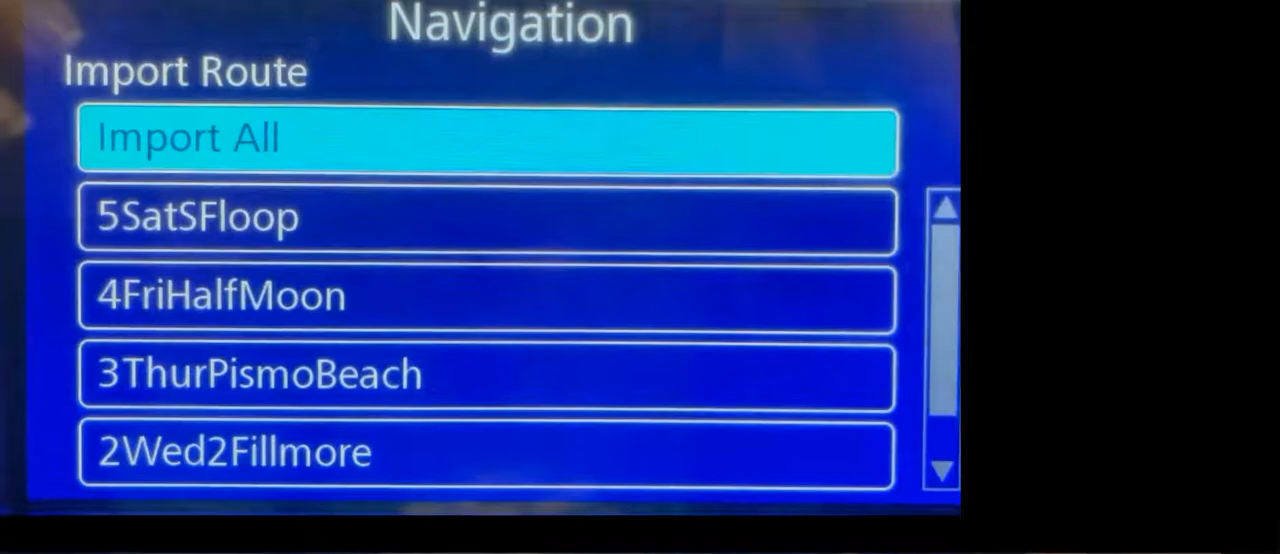 Navigation
Import Route
Import All
5SatSFloop
4FriHalfMoon
3ThurPismoBeach
2Wed2Fillmore